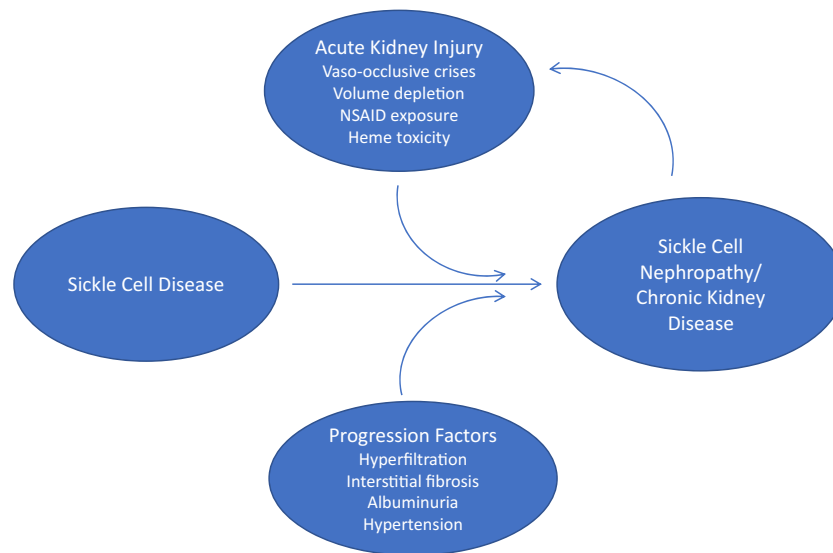 Acute Kidney Injury
Vaso-occlusive crises
Volume depletion
NSAID exposure
Heme toxicity
Sickle Cell Disease
Sickle Cell
Nephropathy/
Chronic Kidney
Disease
Progression Factors
Hyperfiltration
Interstitial fibrosis
Albuminuria
Hypertension